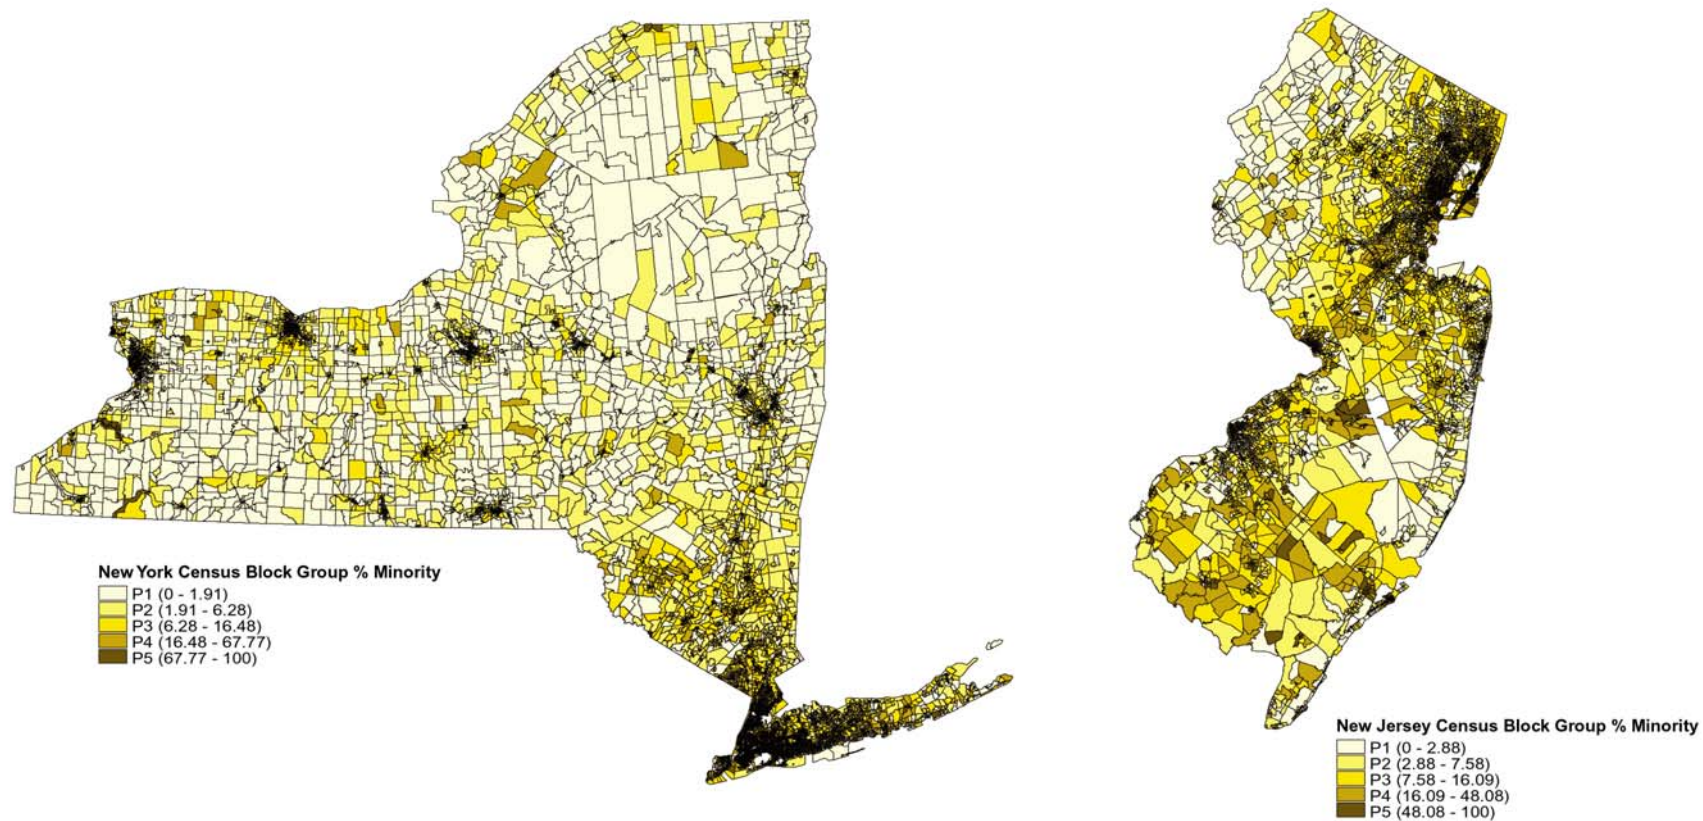 New York Census Block Group % Minority
P1 (0 - 1.91)
P2 (1.91 - 6.28)
P3 (6.28 - 16.48)
P4 (16.48 - 67.77)
P5 (67.77 - 100)
New Jersey Census Block Group % Minority
P1 (0 - 2.88)
P2 (2.88 - 7.58)
P3 (7.58 - 16.09)
P4 (16.09 - 48.08)
P5 (48.08 - 100)